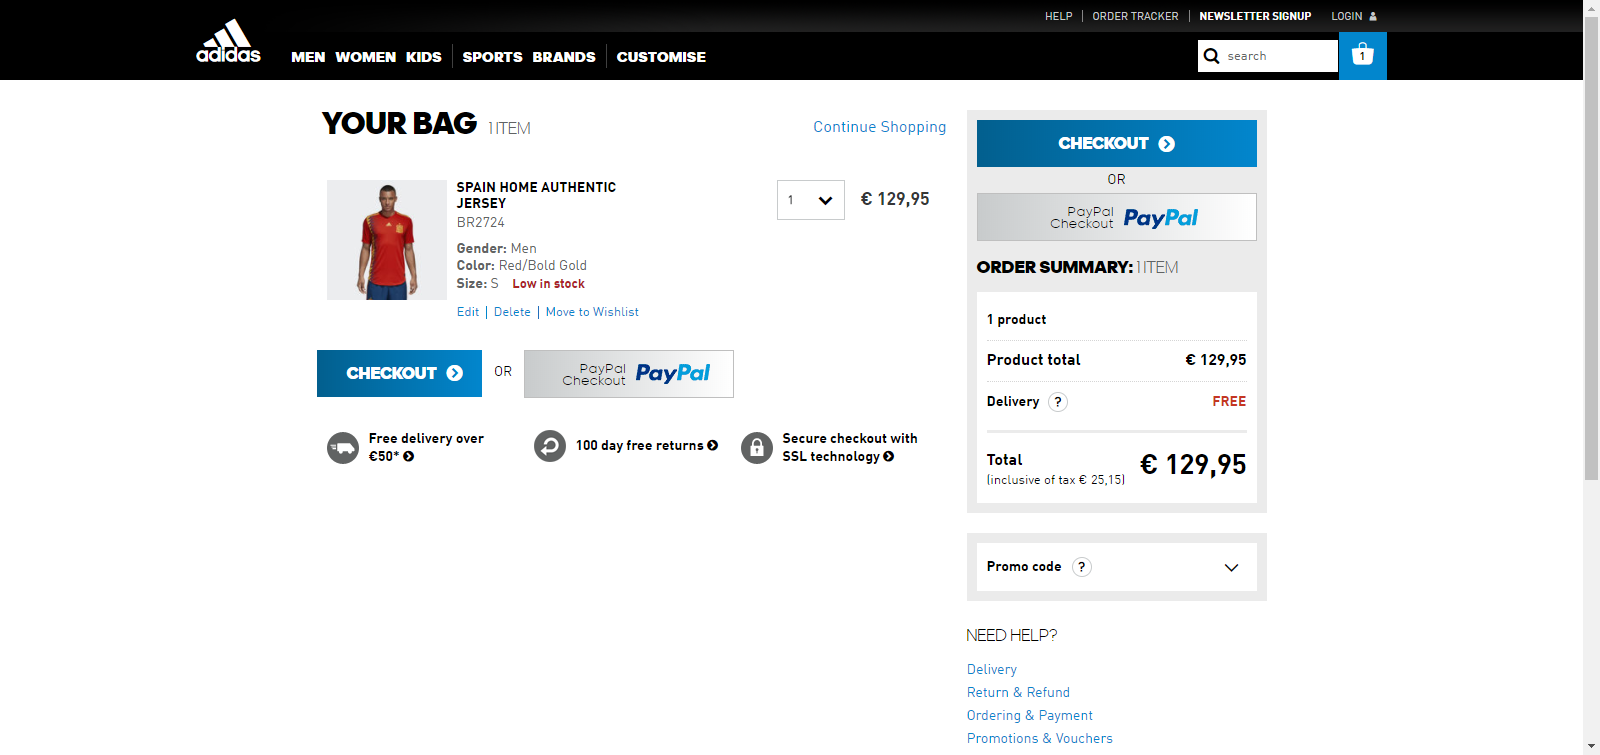 HELP | ORDER TRACKER | NEWSLETTER SIGNUP LOGIN
adidas
MEN WOMEN KIDS SPORTS BRANDS CUSTOMISE
search
1
YOUR BAG 1 ITEM
Continue Shopping
SPAIN HOME AUTHENTIC
JERSEY
BR2724
Gender: Men
Color: Red/Bold Gold
Size: S Low in stock
Edit | Delete | Move to Wishlist
1
€ 129,95
CHECKOUT
OR
PayPal
Checkout
PayPal
Free delivery over
€50*
100 day free returns
Secure checkout with
SSL technology
CHECKOUT
OR
PayPal
Checkout
PayPal
ORDER SUMMARY: 1 ITEM
1 product
Product total € 129,95
Delivery ? FREE
Total € 129,95
(inclusive of tax € 25,15)
Promo code ?
NEED HELP?
Delivery
Return & Refund
Ordering & Payment
Promotions & Vouchers